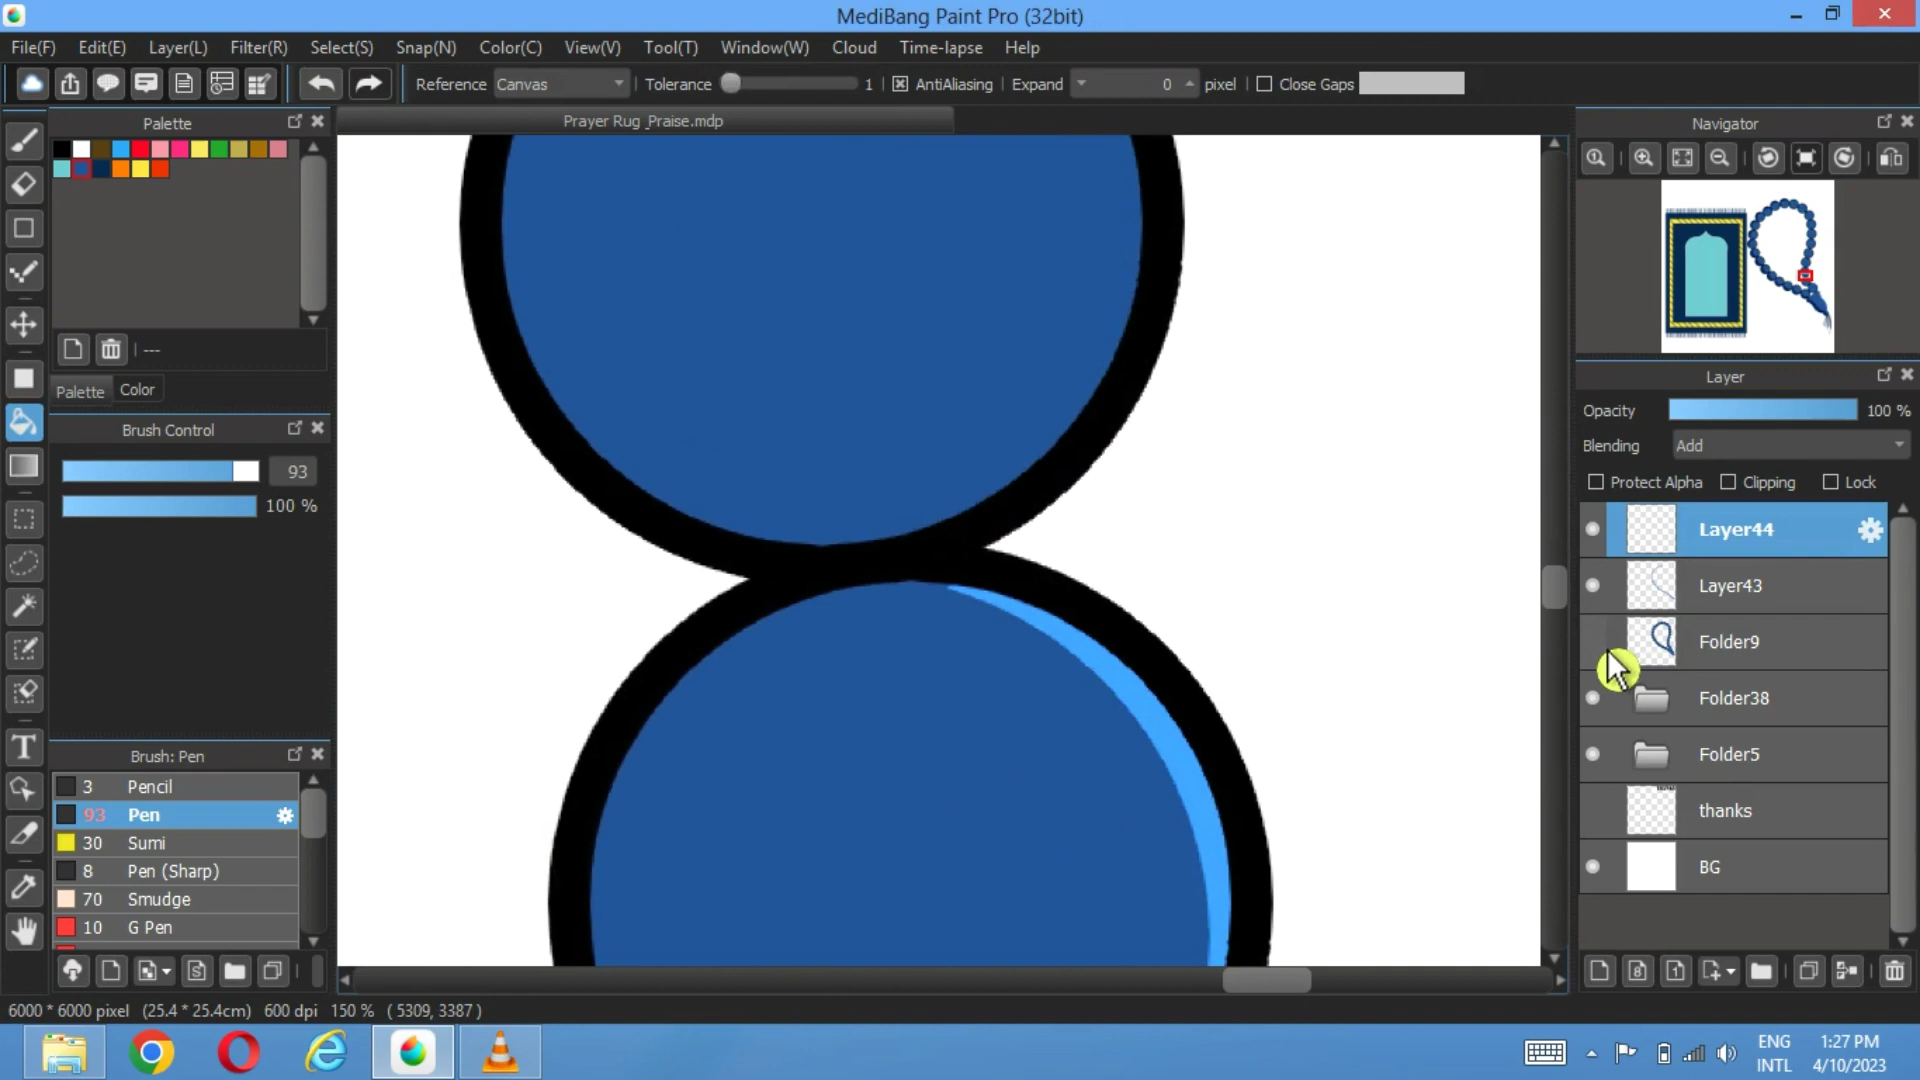 MediBang Paint Pro (32bit)
File(F) Edit(E) Layer(L) Filter(R) Select(S) Snap(N) Color(C) View(V) Tool(T) Window(W) Cloud Time-lapse Help
Reference Canvas Tolerance 1 AntiAliasing Expand 0 pixel Close Gaps
Palette
Prayer Rug _Praise.mdp
Navigator
---
Palette Color
Brush Control
93
100 %
Brush: Pen
3 Pencil
93 Pen
30 Sumi
8 Pen (Sharp)
70 Smudge
10 G Pen
Layer
Opacity 100 %
Blending Add
Protect Alpha Clipping Lock
Layer44
Layer43
Folder9
Folder38
Folder5
thanks
BG
6000 * 6000 pixel (25.4 * 25.4cm) 600 dpi 150 % ( 5309, 3387 )
ENG 1:27 PM
INTL 4/10/2023